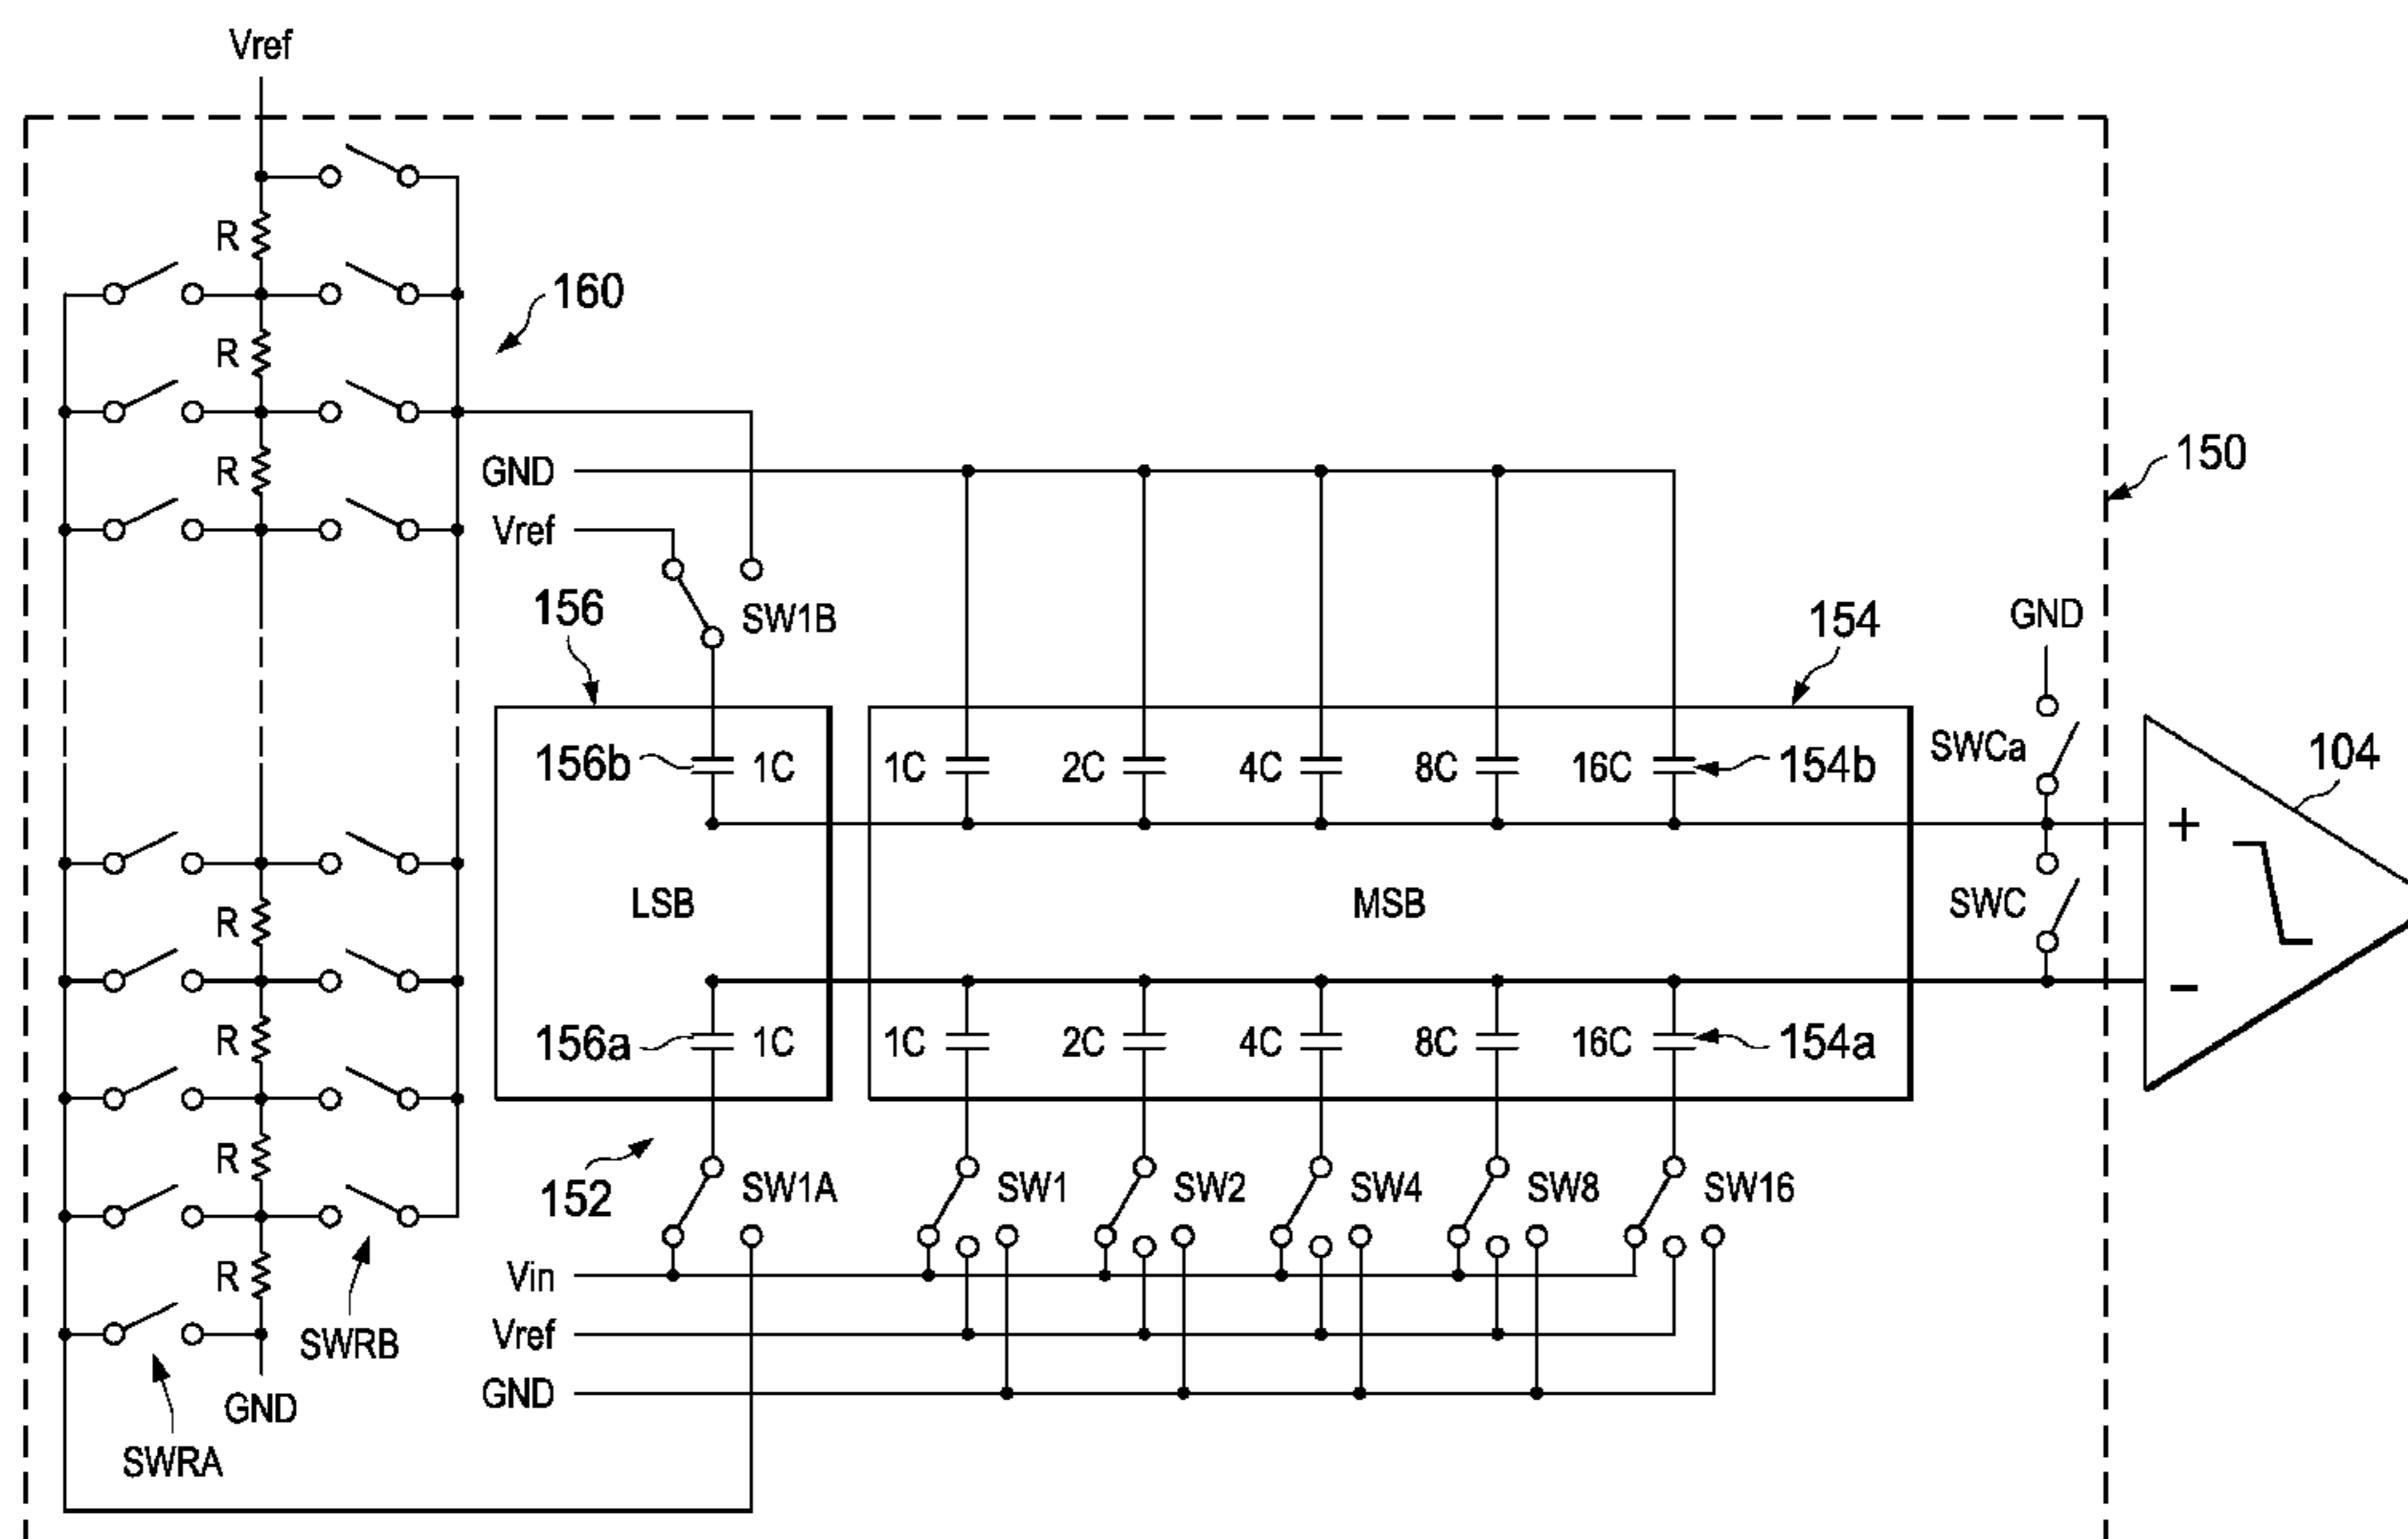 Vref
R
160
R
GND
150
R
Vref
156
SW1B
154
GND
156b
1C
1C
2C
4C
8C
16C
154b
SWCa
104
+
R
LSB
MSB
SWC
−
R
156a
1C
1C
2C
4C
8C
16C
154a
R
152
SW1A
SW1
SW2
SW4
SW8
SW16
R
Vin
SWRB
Vref
GND
GND
SWRA